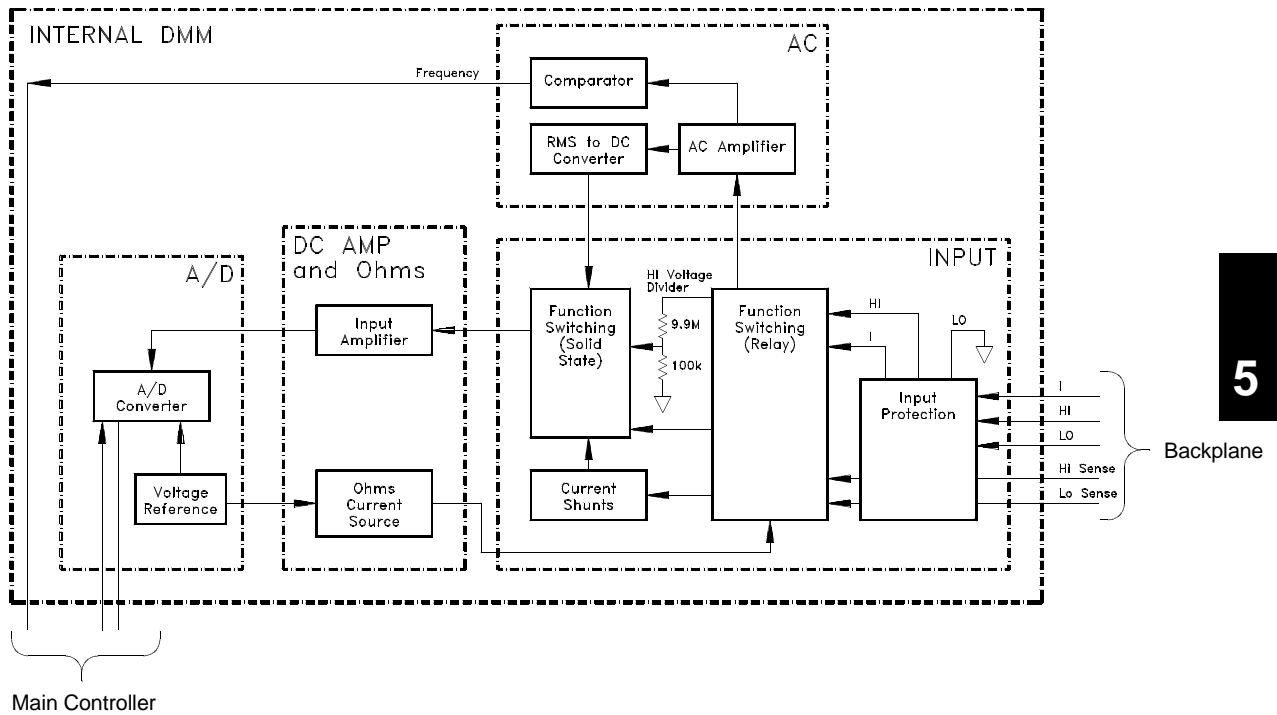 INTERNAL DMM
AC
Frequency
Comparator
RMS to DC
Converter
AC Amplifier
DC AMP
and Ohms
A/D
INPUT
HI Voltage
Divider
Input
Amplifier
Function
Switching
(Solid
State)
9.9M
100k
Function
Switching
(Relay)
HI
I
LO
A/D
Converter
Input
Protection
I
HI
LO
Hi Sense
Lo Sense
Backplane
5
Voltage
Reference
Ohms
Current
Source
Current
Shunts
Main Controller